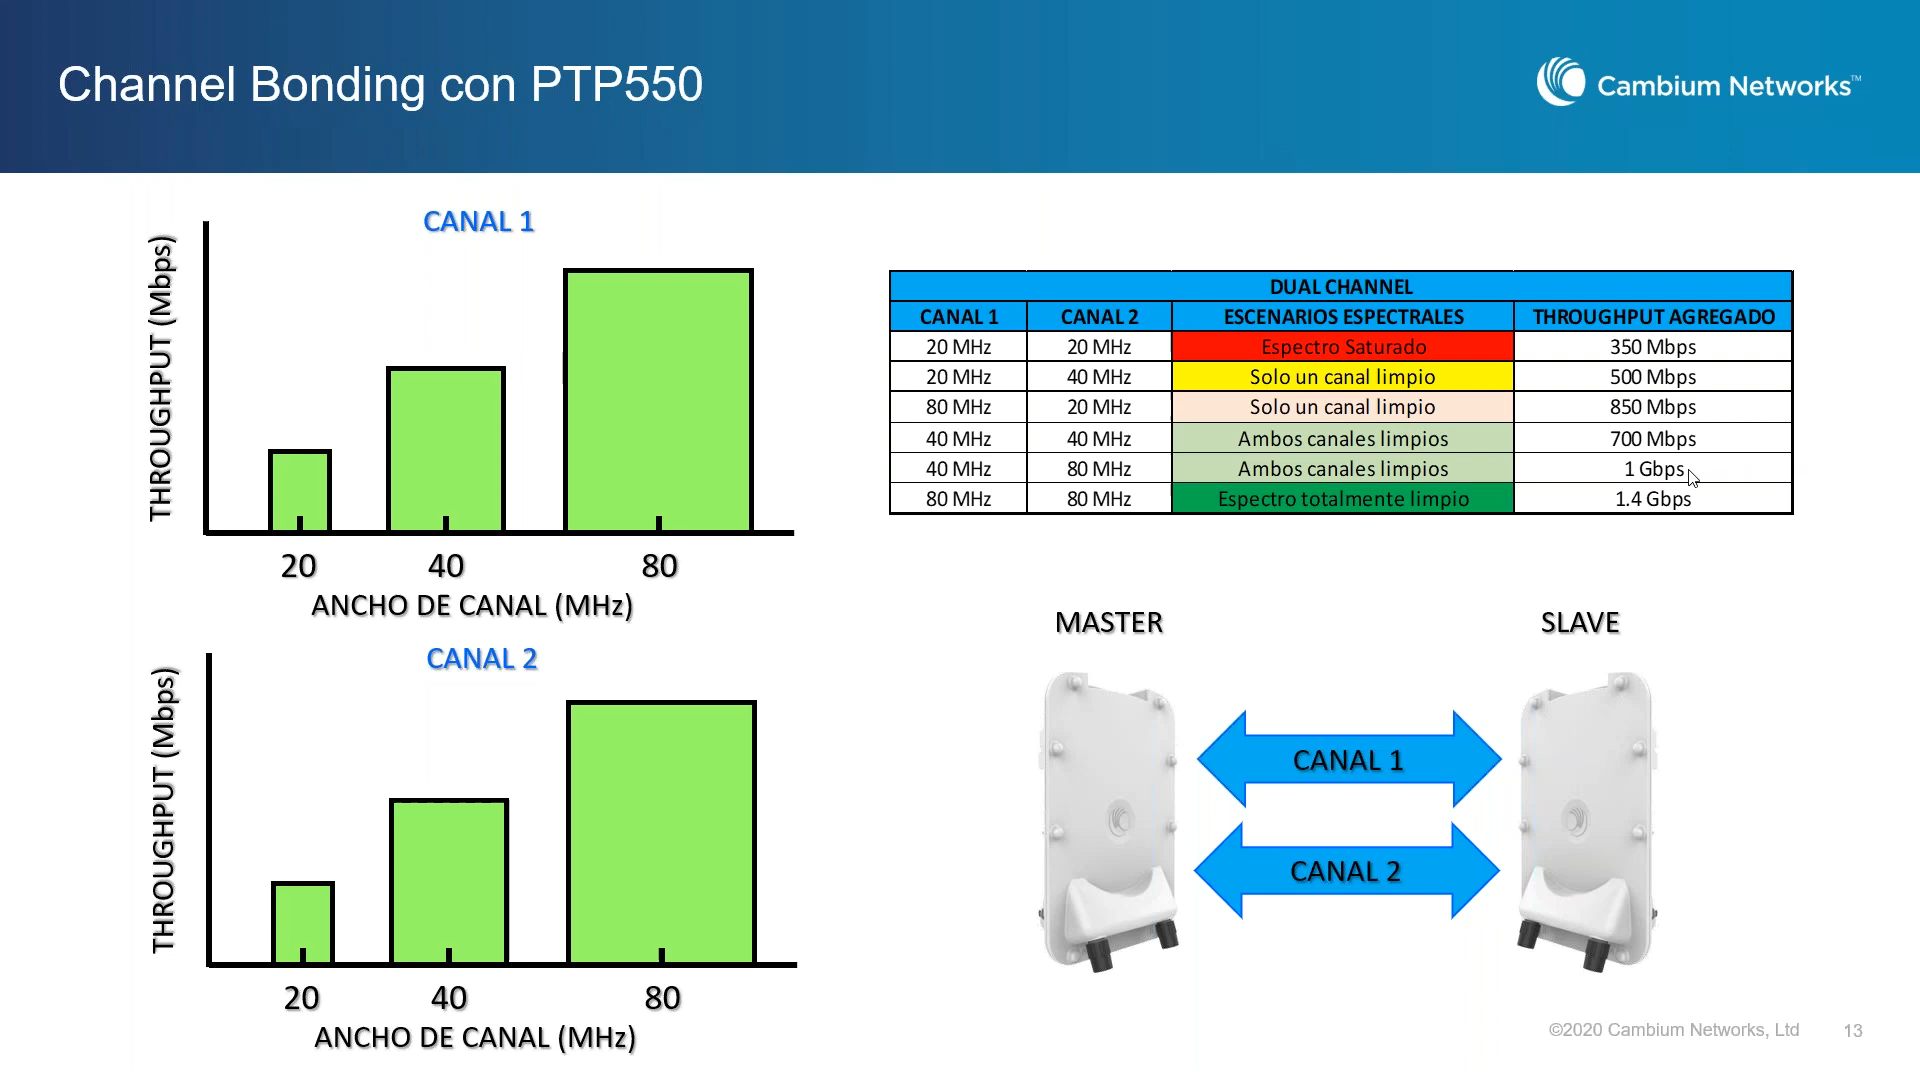 Channel Bonding con PTP550
Cambium Networks™
CANAL 1
THROUGHPUT (Mbps)
20 40 80
ANCHO DE CANAL (MHz)
CANAL 2
THROUGHPUT (Mbps)
20 40 80
ANCHO DE CANAL (MHz)
DUAL CHANNEL
CANAL 1 CANAL 2 ESCENARIOS ESPECTRALES THROUGHPUT AGREGADO
20 MHz 20 MHz Espectro Saturado 350 Mbps
20 MHz 40 MHz Solo un canal limpio 500 Mbps
80 MHz 20 MHz Solo un canal limpio 850 Mbps
40 MHz 40 MHz Ambos canales limpios 700 Mbps
40 MHz 80 MHz Ambos canales limpios 1 Gbps
80 MHz 80 MHz Espectro totalmente limpio 1.4 Gbps
MASTER SLAVE
CANAL 1
CANAL 2
©2020 Cambium Networks, Ltd 13